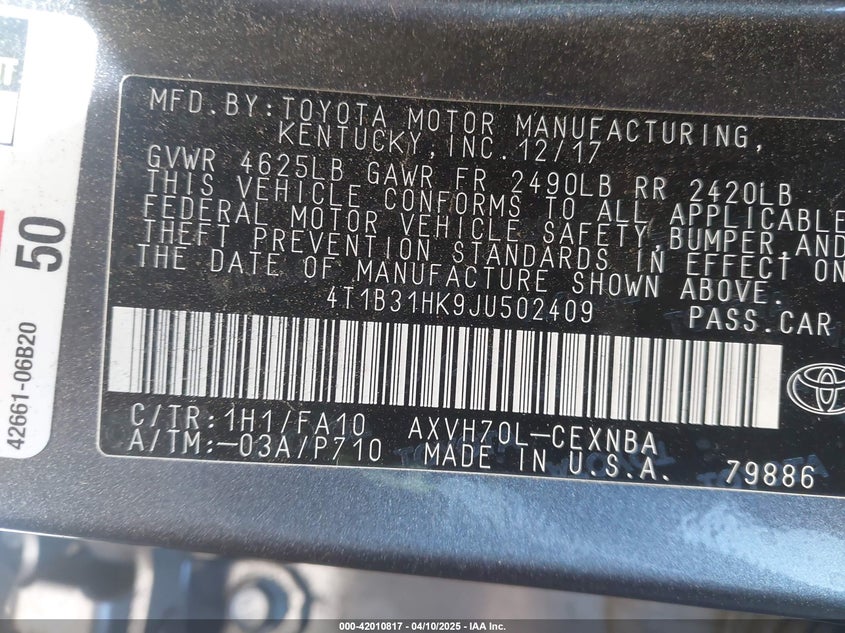 MFD.BY:TOYOTA MOTOR MANUFACTURING,
KENTUCKY,INC.12/17
GVWR 4625LB GAWR FR 2490LB RR 2420LB
THIS VEHICLE CONFORMS TO ALL APPLICABLE
FEDERAL MOTOR VEHICLE SAFETY,BUMPER,AND
THEFT PREVENTION STANDARDS IN EFFECT ON
THE DATE OF MANUFACTURE SHOWN ABOVE.
4T1B31HK9JU502409 PASS.CAR
C/TR:1H1/FA10 AXVH70L-CEXNBA
A/TM:-03A/P710 MADE IN U.S.A. 79886
50
42661-06B20
000-42010817 - 04/10/2025 - IAA Inc.